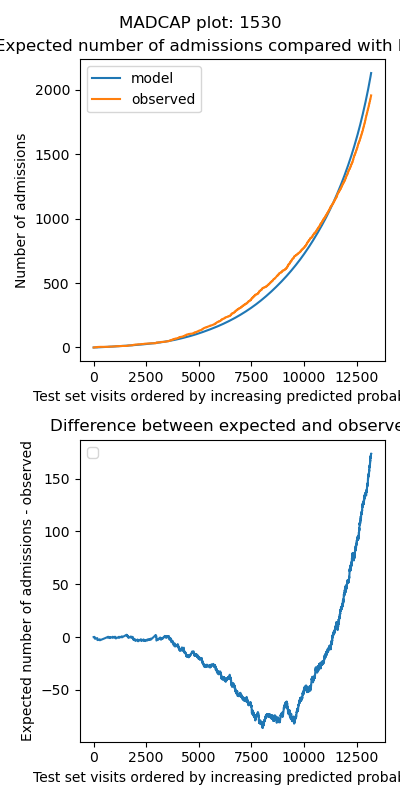 MADCAP plot: 1530
Expected number of admissions compared with
model
observed
Number of admissions
2000
1500
1000
500
0
0 2500 5000 7500 10000 12500
Test set visits ordered by increasing predicted
Difference between expected and
Expected number of admissions - observed
150
100
50
0
−50
0 2500 5000 7500 10000 12500
Test set visits ordered by increasing predicted